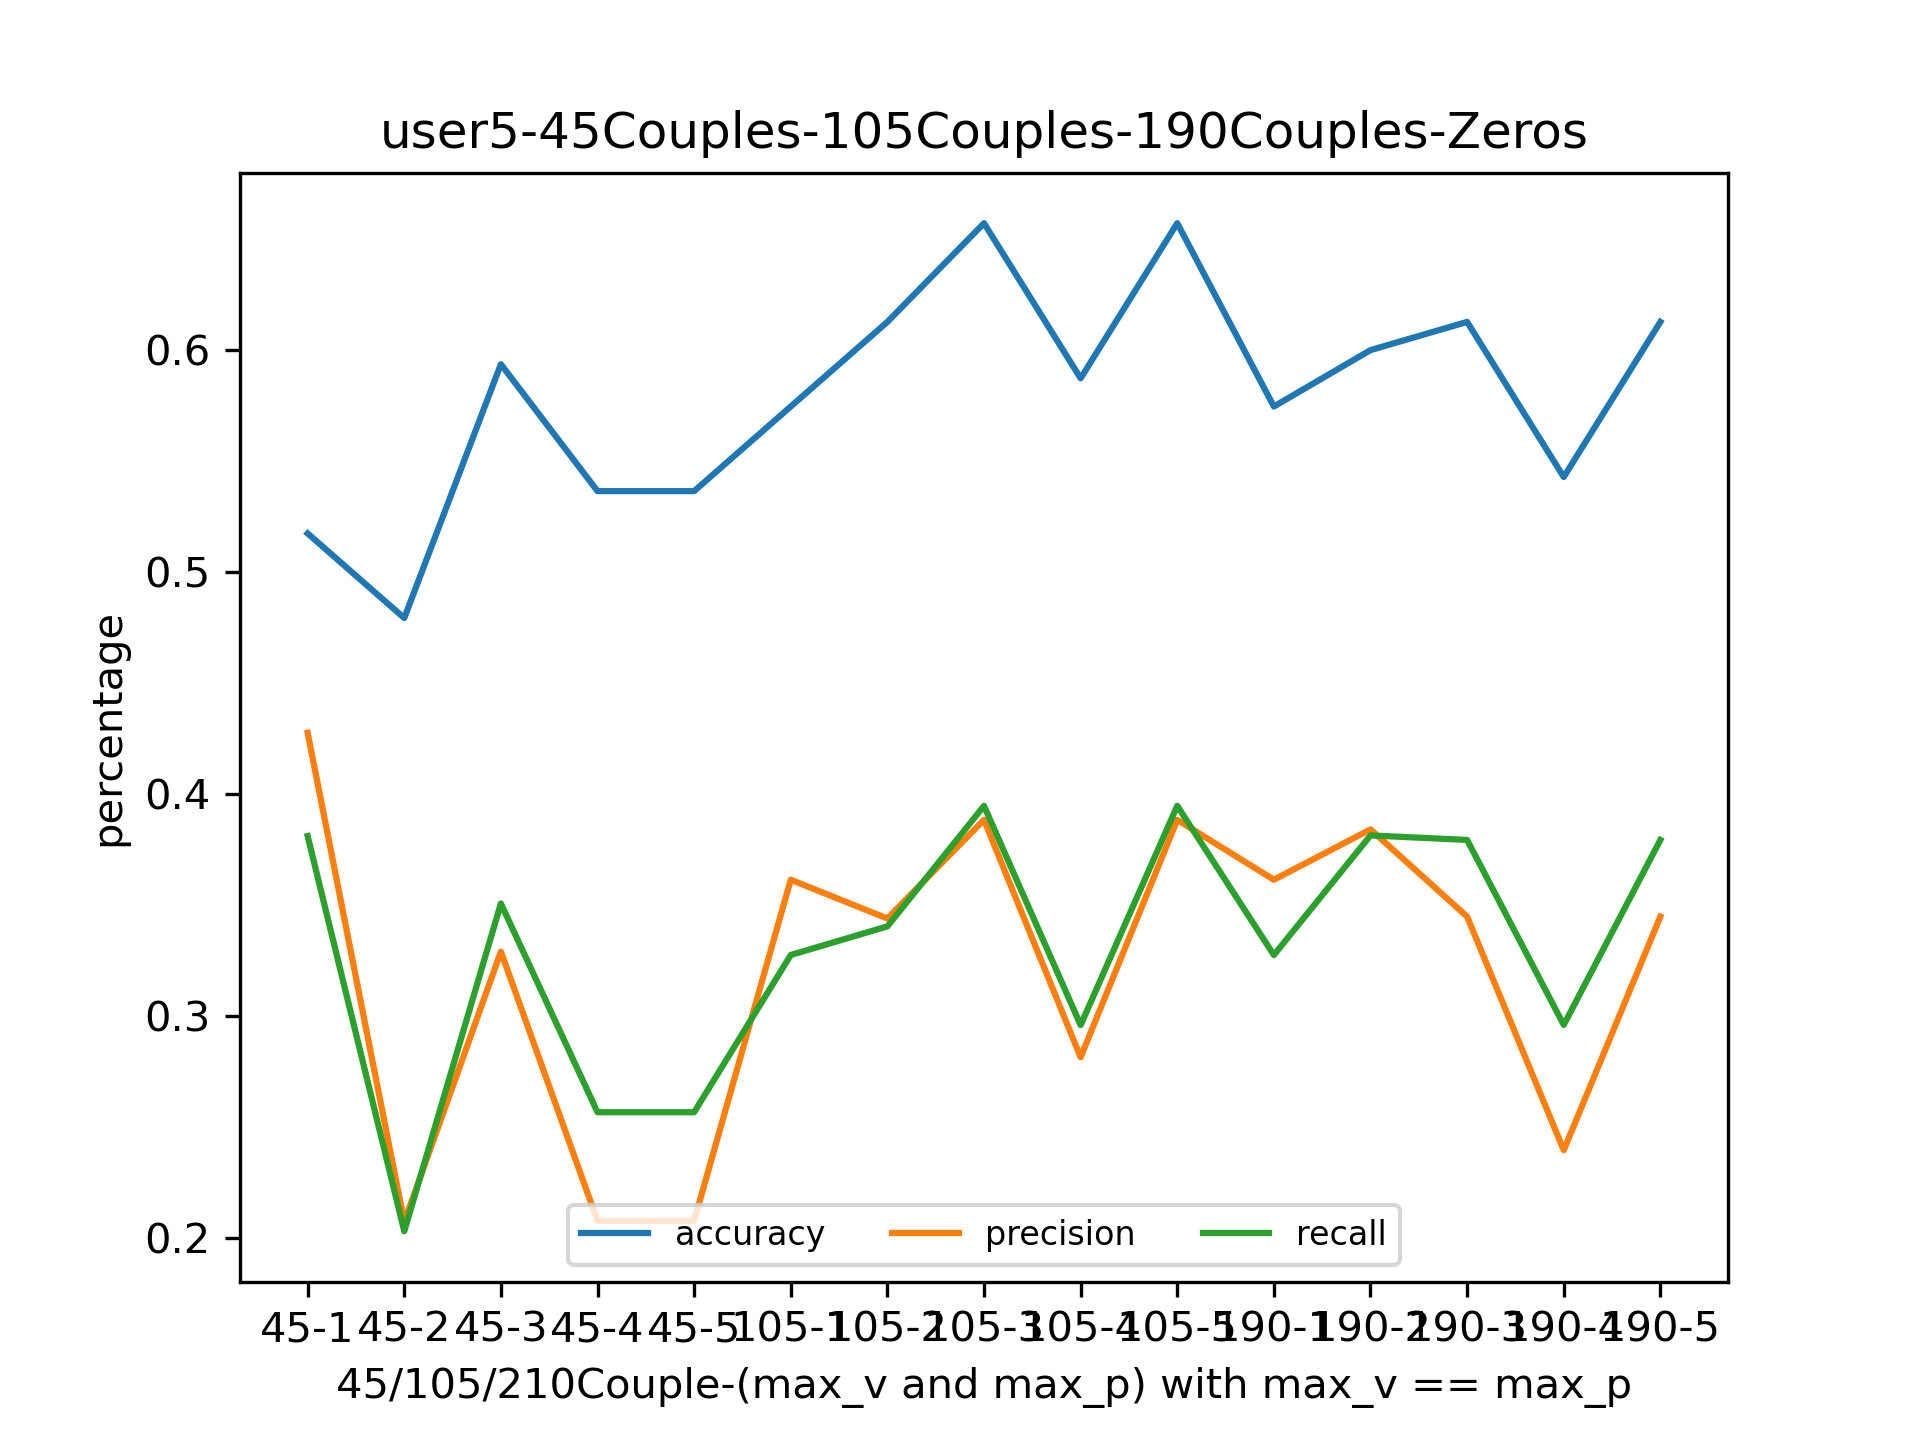 user5-45Couples-105Couples-190Couples-Zeros
percentage
0.6
0.5
0.4
0.3
0.2
accuracy precision recall
45-1 45-2 45-3 45-4 45-5 105-1 105-2 105-3 105-4 105-5 190-1 190-2 190-3 190-4 190-5
45/105/210Couple-(max_v and max_p) with max_v == max_p